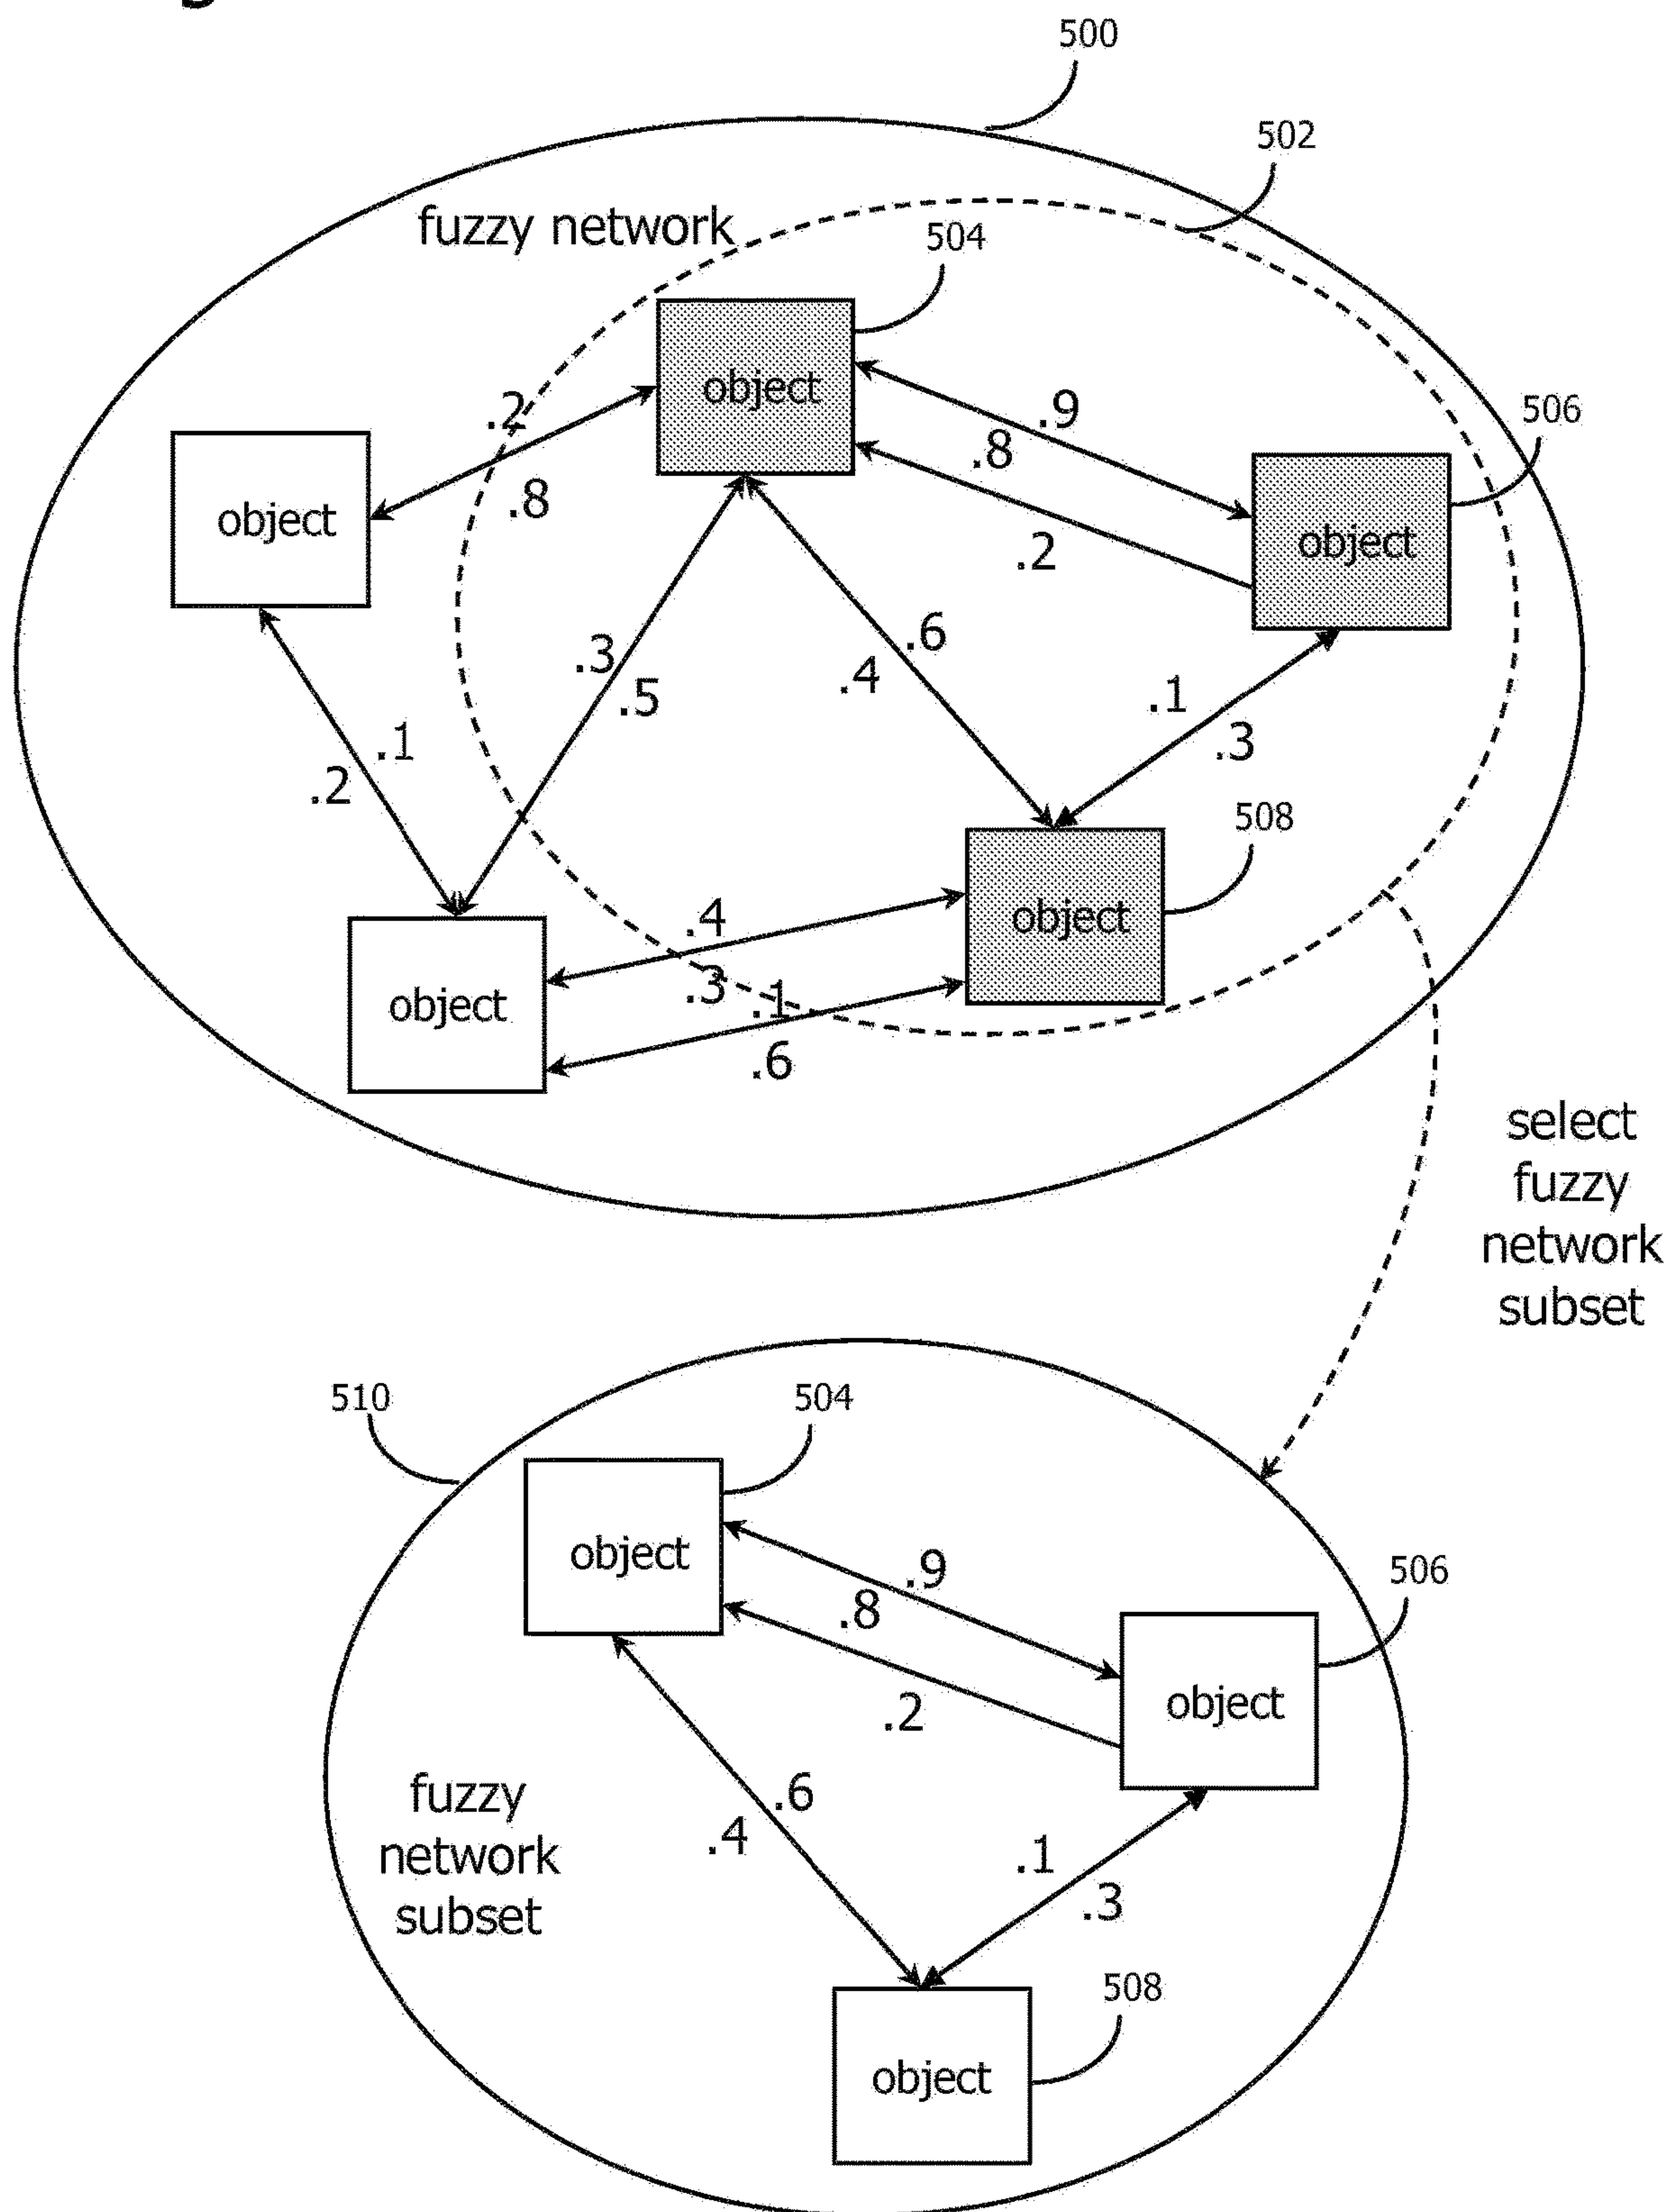 500
502
fuzzy network
504
object
.2
.9
506
.8
.8
object
object
.2
.3
.6
.4
.5
.1
.1
.3
.2
508
.4
object
.3
.1
object
.6
select
fuzzy
network
subset
510
504
object
.9
506
.8
object
.2
fuzzy
network
subset
.6
.4
.1
.3
508
object